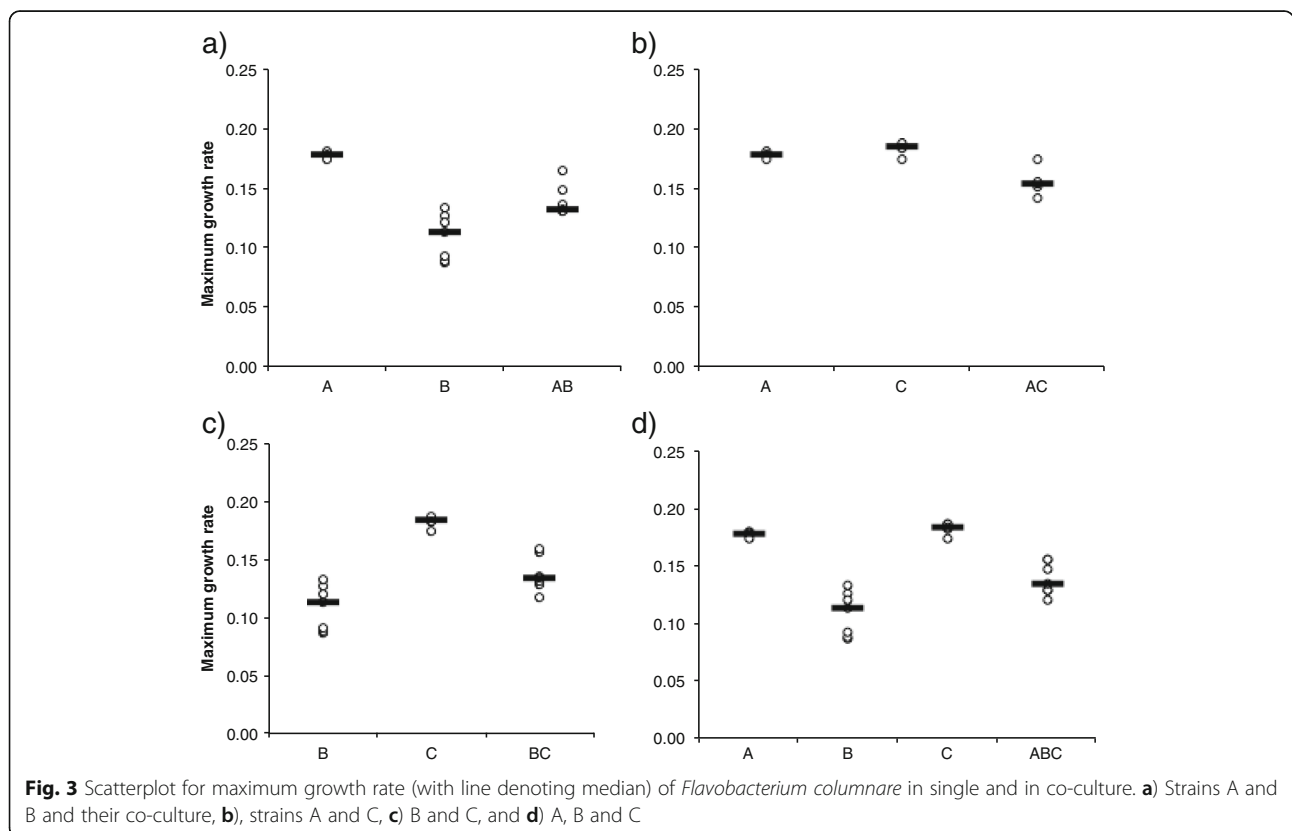 a)
b)
0.25
0.20
0.15
0.10
0.05
0.00
Maximum growth rate
A B AB
0.25
0.20
0.15
0.10
0.05
0.00
A C AC
c)
d)
0.25
0.20
0.15
0.10
0.05
0.00
Maximum growth rate
B C BC
0.25
0.20
0.15
0.10
0.05
0.00
A B C ABC
Fig. 3 Scatterplot for maximum growth rate (with line denoting median) of Flavobacterium columnare in single and in co-culture. a) Strains A and
B and their co-culture, b), strains A and C, c) B and C, and d) A, B and C